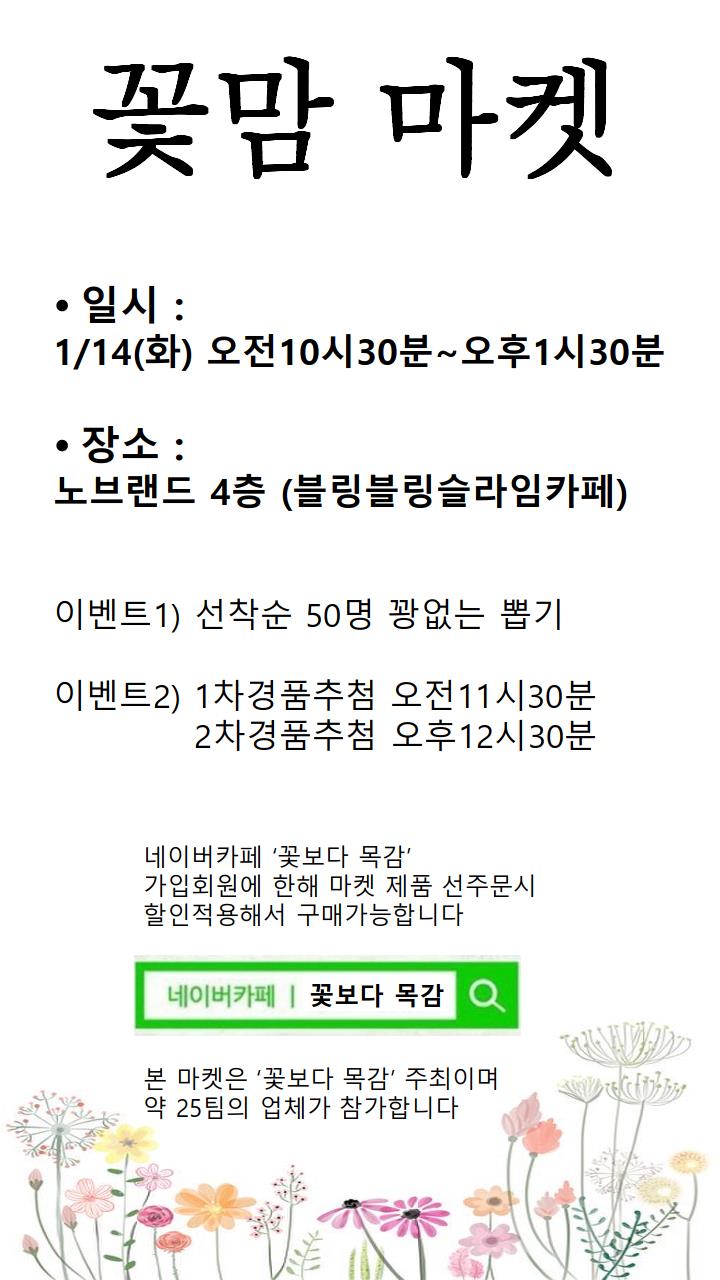 꽃맘 마켓
• 일시 :
1/14(화) 오전10시30분~오후1시30분
• 장소 :
노브랜드 4층 (블링블링슬라임카페)
이벤트1) 선착순 50명 꽝없는 뽑기
이벤트2) 1차경품추첨 오전11시30분
2차경품추첨 오후12시30분
네이버카페 ‘꽃보다 목감’
가입회원에 한해 마켓 제품 선주문시
할인적용해서 구매가능합니다
네이버카페 | 꽃보다 목감
본 마켓은 ‘꽃보다 목감’ 주최이며
약 25팀의 업체가 참가합니다